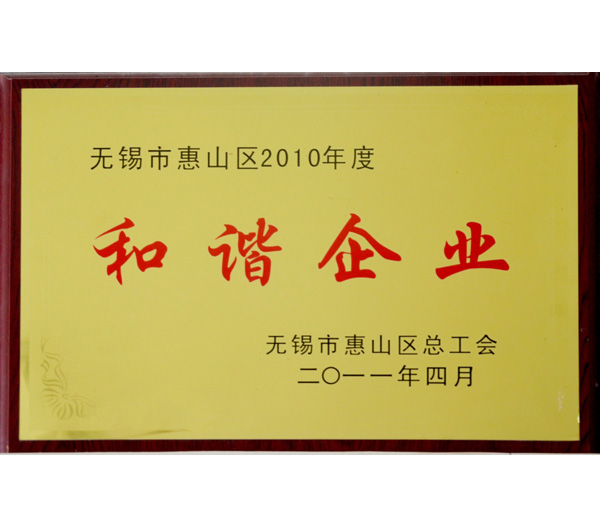 无锡市惠山区2010年度
和谐企业
无锡市惠山区总工会
二〇一一年四月